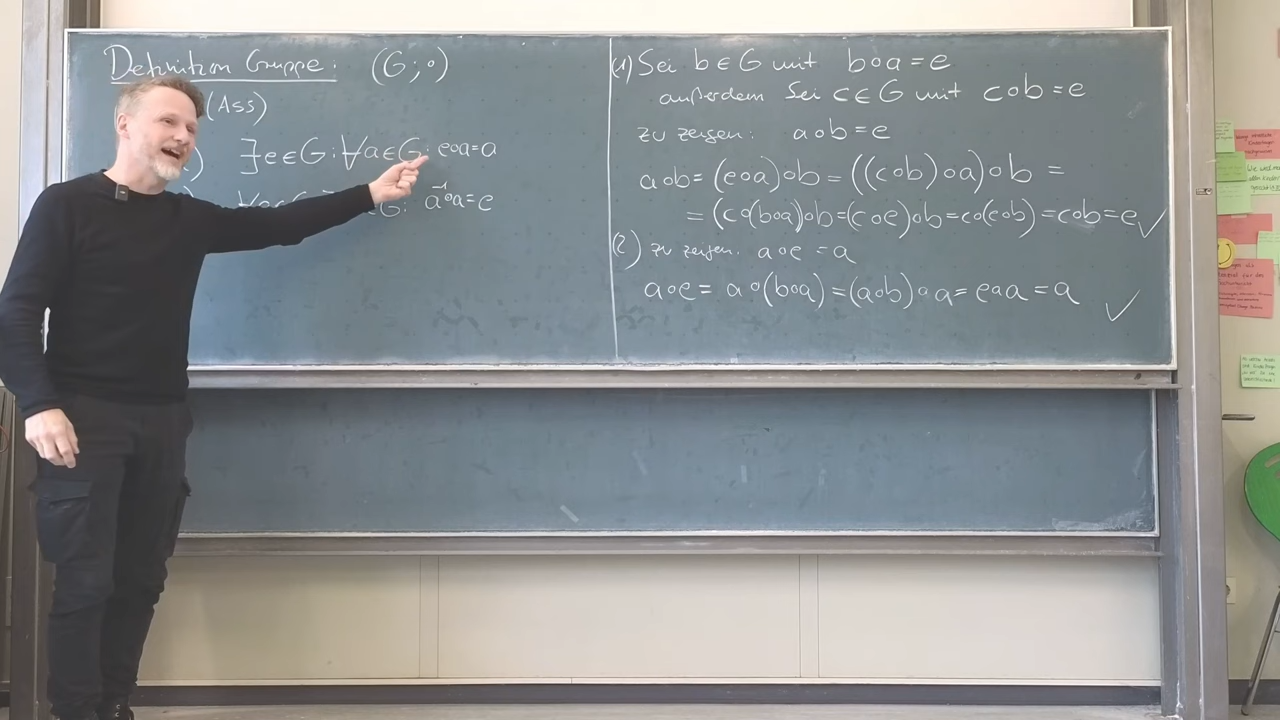 Definition Gruppe: (G;∘)
(Ass)
) ∃e∈G:∀a∈G: e∘a=a
G: a⁻¹∘a=e
(1) Sei b∈G mit b∘a=e
außerdem sei c∈G mit c∘b=e
zu zeigen: a∘b=e
a∘b=(e∘a)∘b=((c∘b)∘a)∘b=
=(c∘(b∘a)∘b=(c∘e)∘b=c∘(e∘b)=c∘b=e ✓
(2) zu zeigen: a∘e=a
a∘e= a∘(b∘a)=(a∘b)∘a=e∘a=a ✓